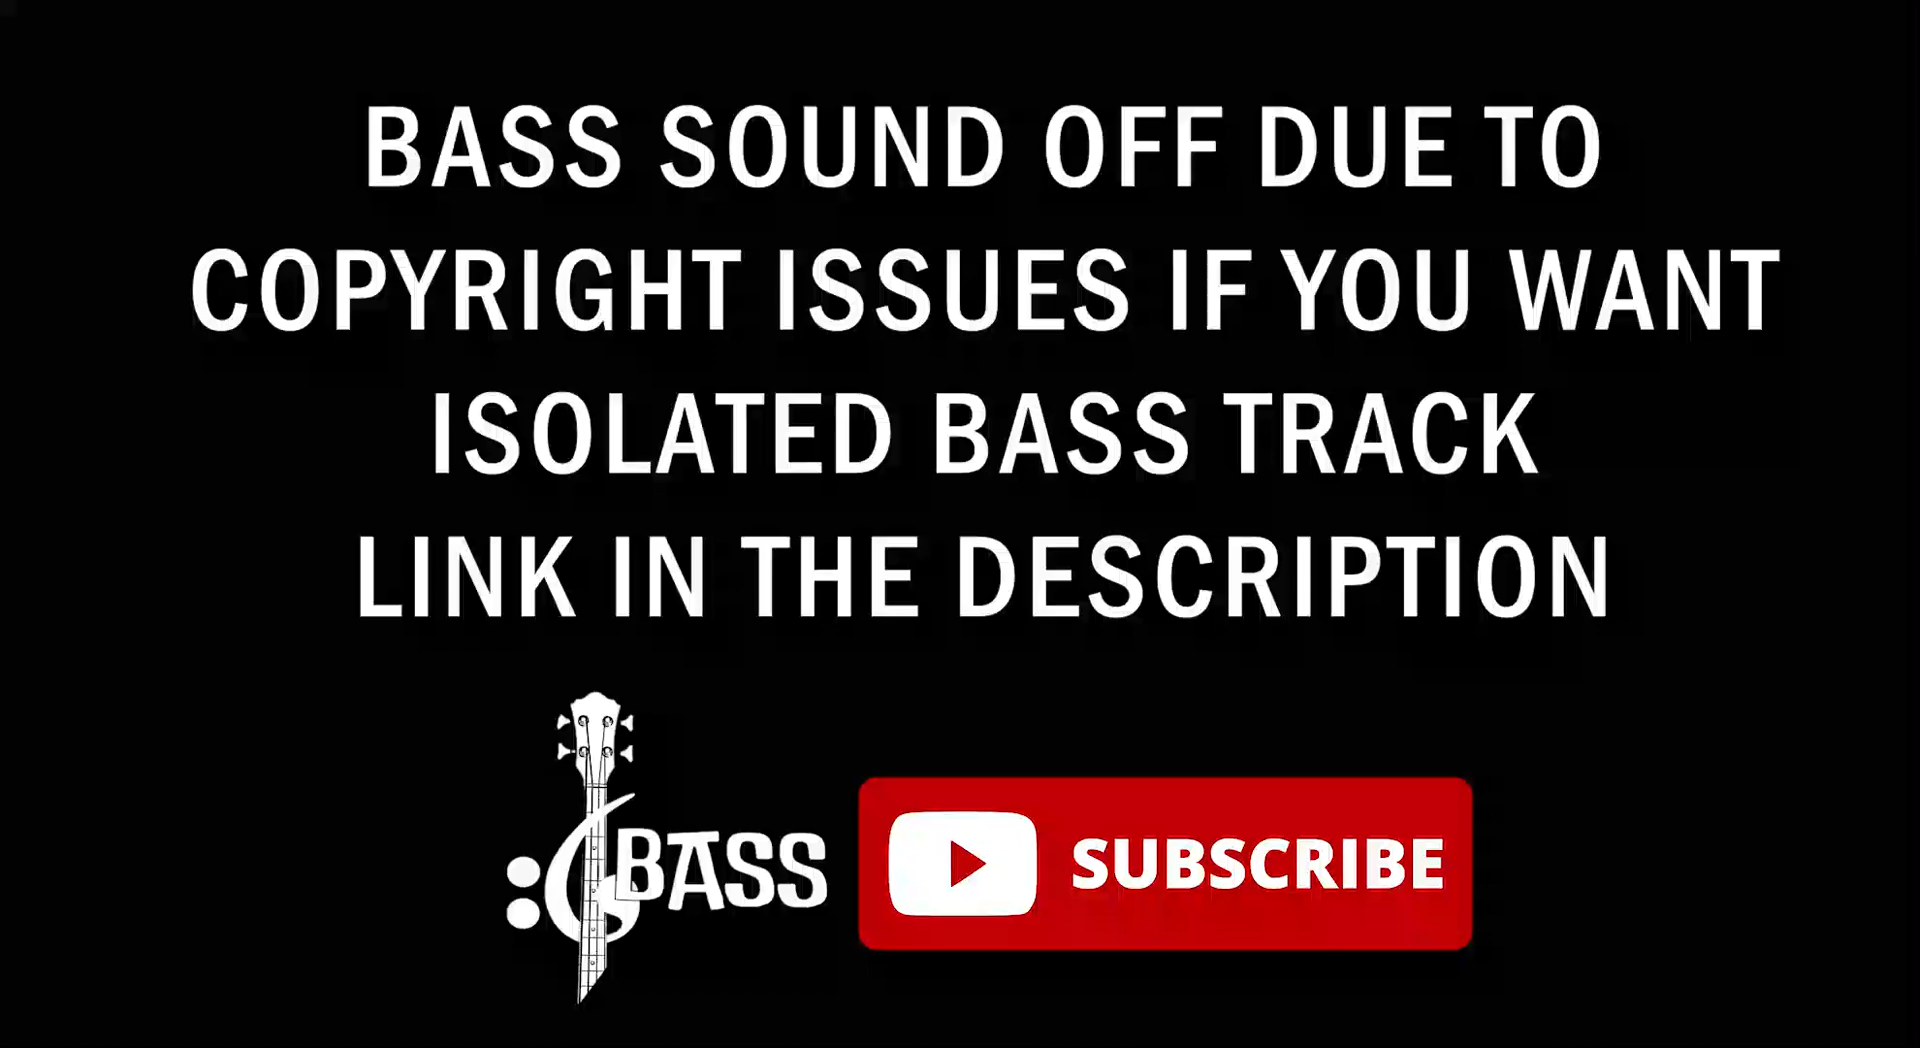 BASS SOUND OFF DUE TO
COPYRIGHT ISSUES IF YOU WANT
ISOLATED BASS TRACK
LINK IN THE DESCRIPTION
BASS
SUBSCRIBE